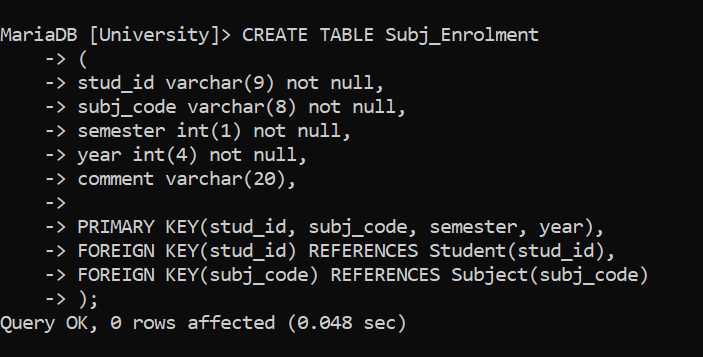 MariaDB [University]> CREATE TABLE Subj_Enrolment
    -> (
    -> stud_id varchar(9) not null,
    -> subj_code varchar(8) not null,
    -> semester int(1) not null,
    -> year int(4) not null,
    -> comment varchar(20),
    ->
    -> PRIMARY KEY(stud_id, subj_code, semester, year),
    -> FOREIGN KEY(stud_id) REFERENCES Student(stud_id),
    -> FOREIGN KEY(subj_code) REFERENCES Subject(subj_code)
    -> );
Query OK, 0 rows affected (0.048 sec)